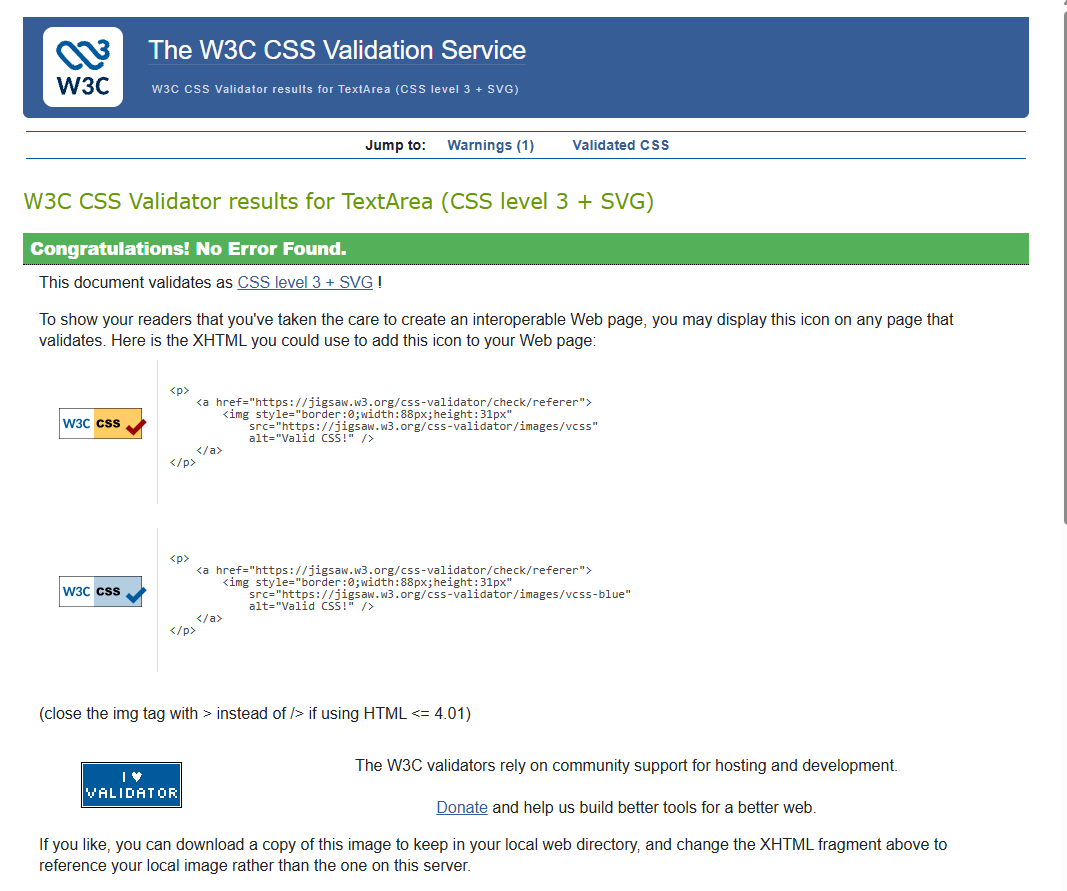 W3C
The W3C CSS Validation Service
W3C CSS Validator results for TextArea (CSS level 3 + SVG)
Jump to: Warnings (1) Validated CSS
W3C CSS Validator results for TextArea (CSS level 3 + SVG)
Congratulations! No Error Found.
This document validates as CSS level 3 + SVG !
To show your readers that you've taken the care to create an interoperable Web page, you may display this icon on any page that
validates. Here is the XHTML you could use to add this icon to your Web page:
W3C CSS
<p>
    <a href="https://jigsaw.w3.org/css-validator/check/referer">
        <img style="border:0;width:88px;height:31px"
            src="https://jigsaw.w3.org/css-validator/images/vcss"
            alt="Valid CSS!" />
    </a>
</p>
W3C CSS
<p>
    <a href="https://jigsaw.w3.org/css-validator/check/referer">
        <img style="border:0;width:88px;height:31px"
            src="https://jigsaw.w3.org/css-validator/images/vcss-blue"
            alt="Valid CSS!" />
    </a>
</p>
(close the img tag with > instead of /> if using HTML <= 4.01)
I ♥
VALIDATOR
The W3C validators rely on community support for hosting and development.
Donate and help us build better tools for a better web.
If you like, you can download a copy of this image to keep in your local web directory, and change the XHTML fragment above to
reference your local image rather than the one on this server.